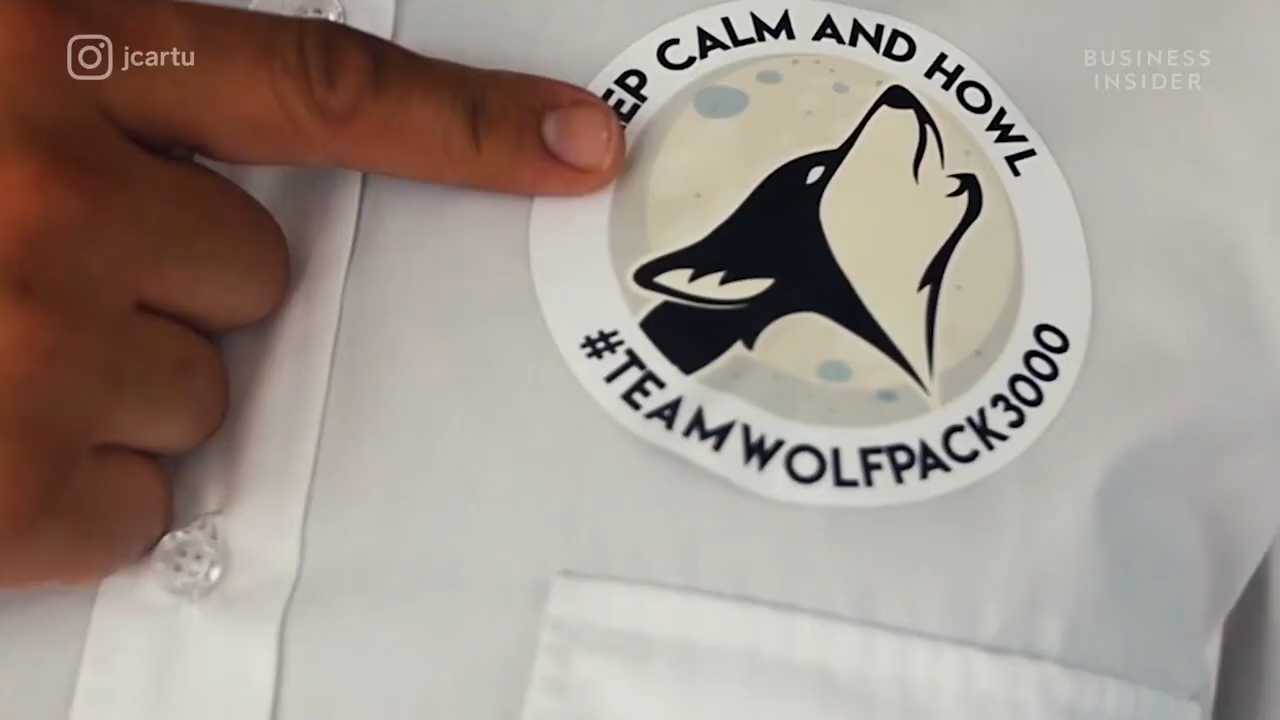 jcartu
BUSINESS
INSIDER
EP CALM AND HOWL
#TEAMWOLFPACK3000